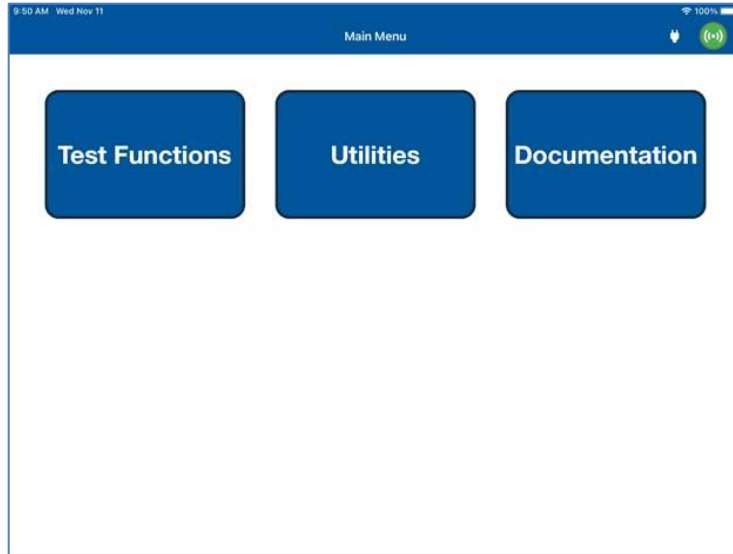 9:50 AM Wed Nov 11
100%
Main Menu
Test Functions
Utilities
Documentation